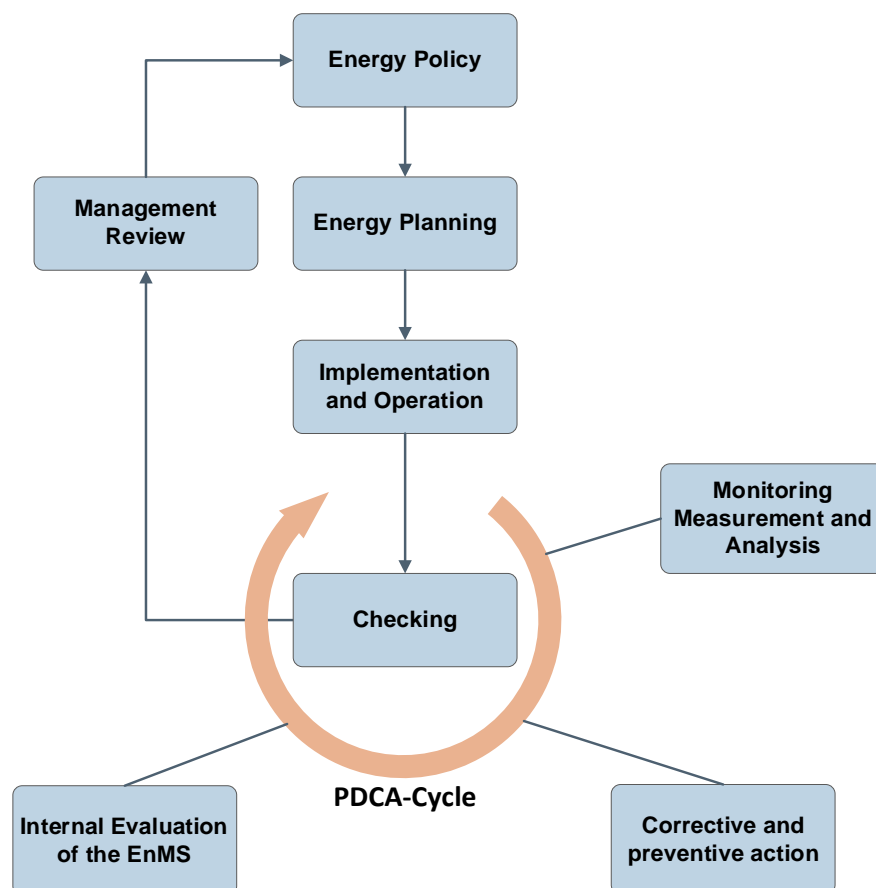 Energy Policy
Management
Review
Energy Planning
Implementation
and Operation
Monitoring
Measurement and
Analysis
Checking
PDCA-Cycle
Internal Evaluation
of the EnMS
Corrective and
preventive action